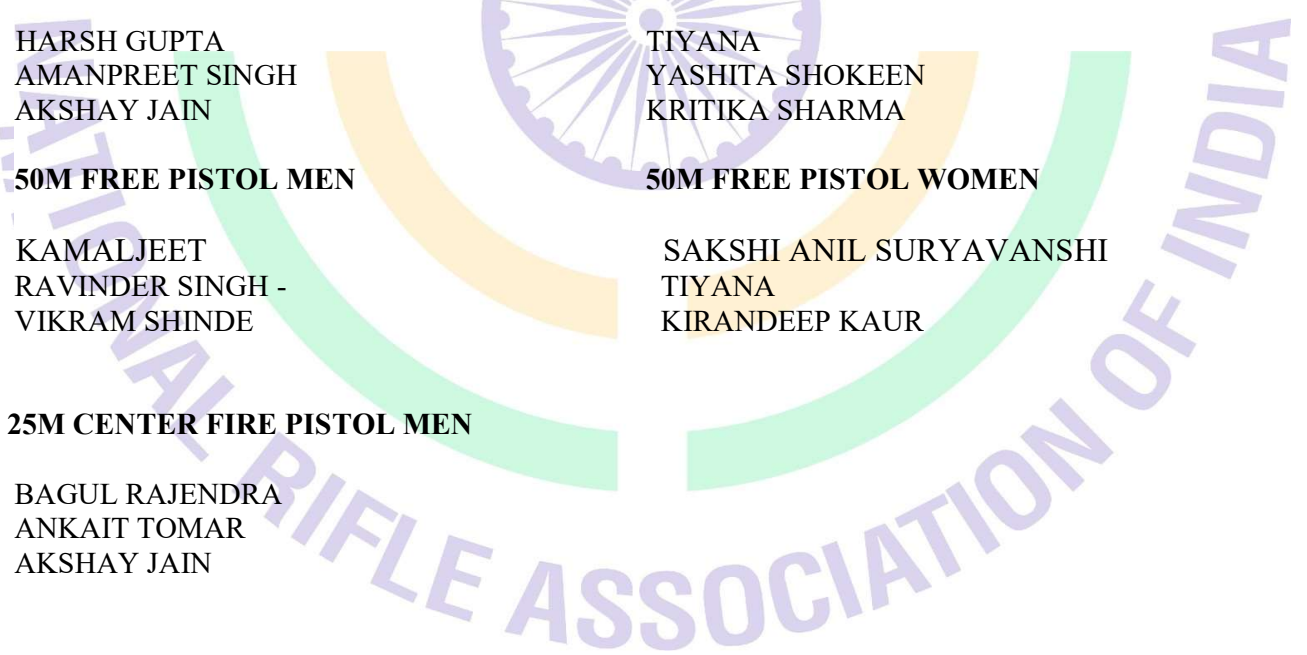 HARSH GUPTA
AMANPREET SINGH
AKSHAY JAIN
TIYANA
YASHITA SHOKEEN
KRITIKA SHARMA
50M FREE PISTOL MEN
KAMALJEET
RAVINDER SINGH -
VIKRAM SHINDE
50M FREE PISTOL WOMEN
SAKSHI ANIL SURYAVANSHI
TIYANA
KIRANDEEP KAUR
25M CENTER FIRE PISTOL MEN
BAGUL RAJENDRA
ANKAIT TOMAR
AKSHAY JAIN
RIFLE ASSOCIATION OF INDIA